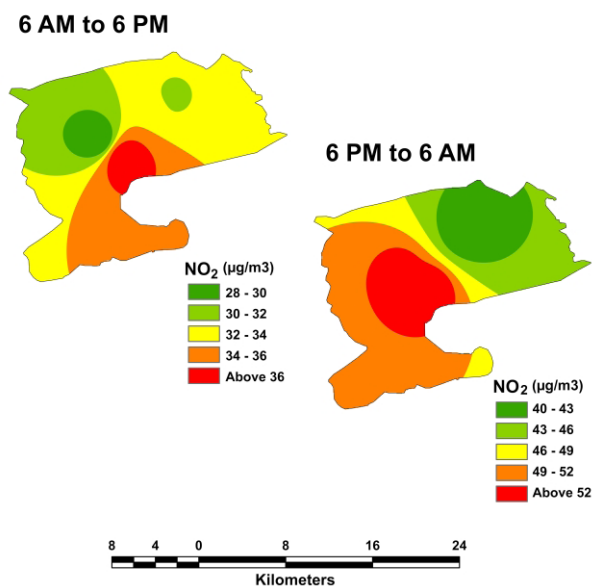 6 AM to 6 PM
NO₂ (µg/m3)
28 - 30
30 - 32
32 - 34
34 - 36
Above 36
6 PM to 6 AM
NO₂ (µg/m3)
40 - 43
43 - 46
46 - 49
49 - 52
Above 52
8 4 0 8 16 24
Kilometers